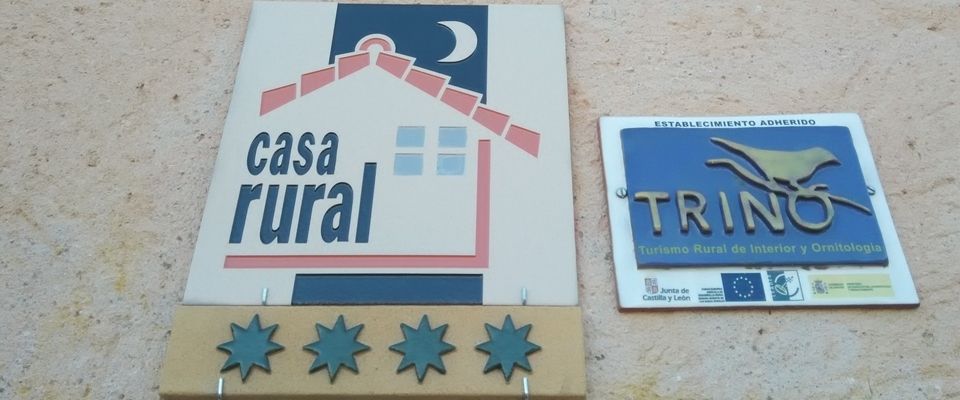 casa
rural
ESTABLECIMIENTO ADHERIDO
TRINO
Turismo Rural de Interior y Ornitología
Junta de
Castilla y León